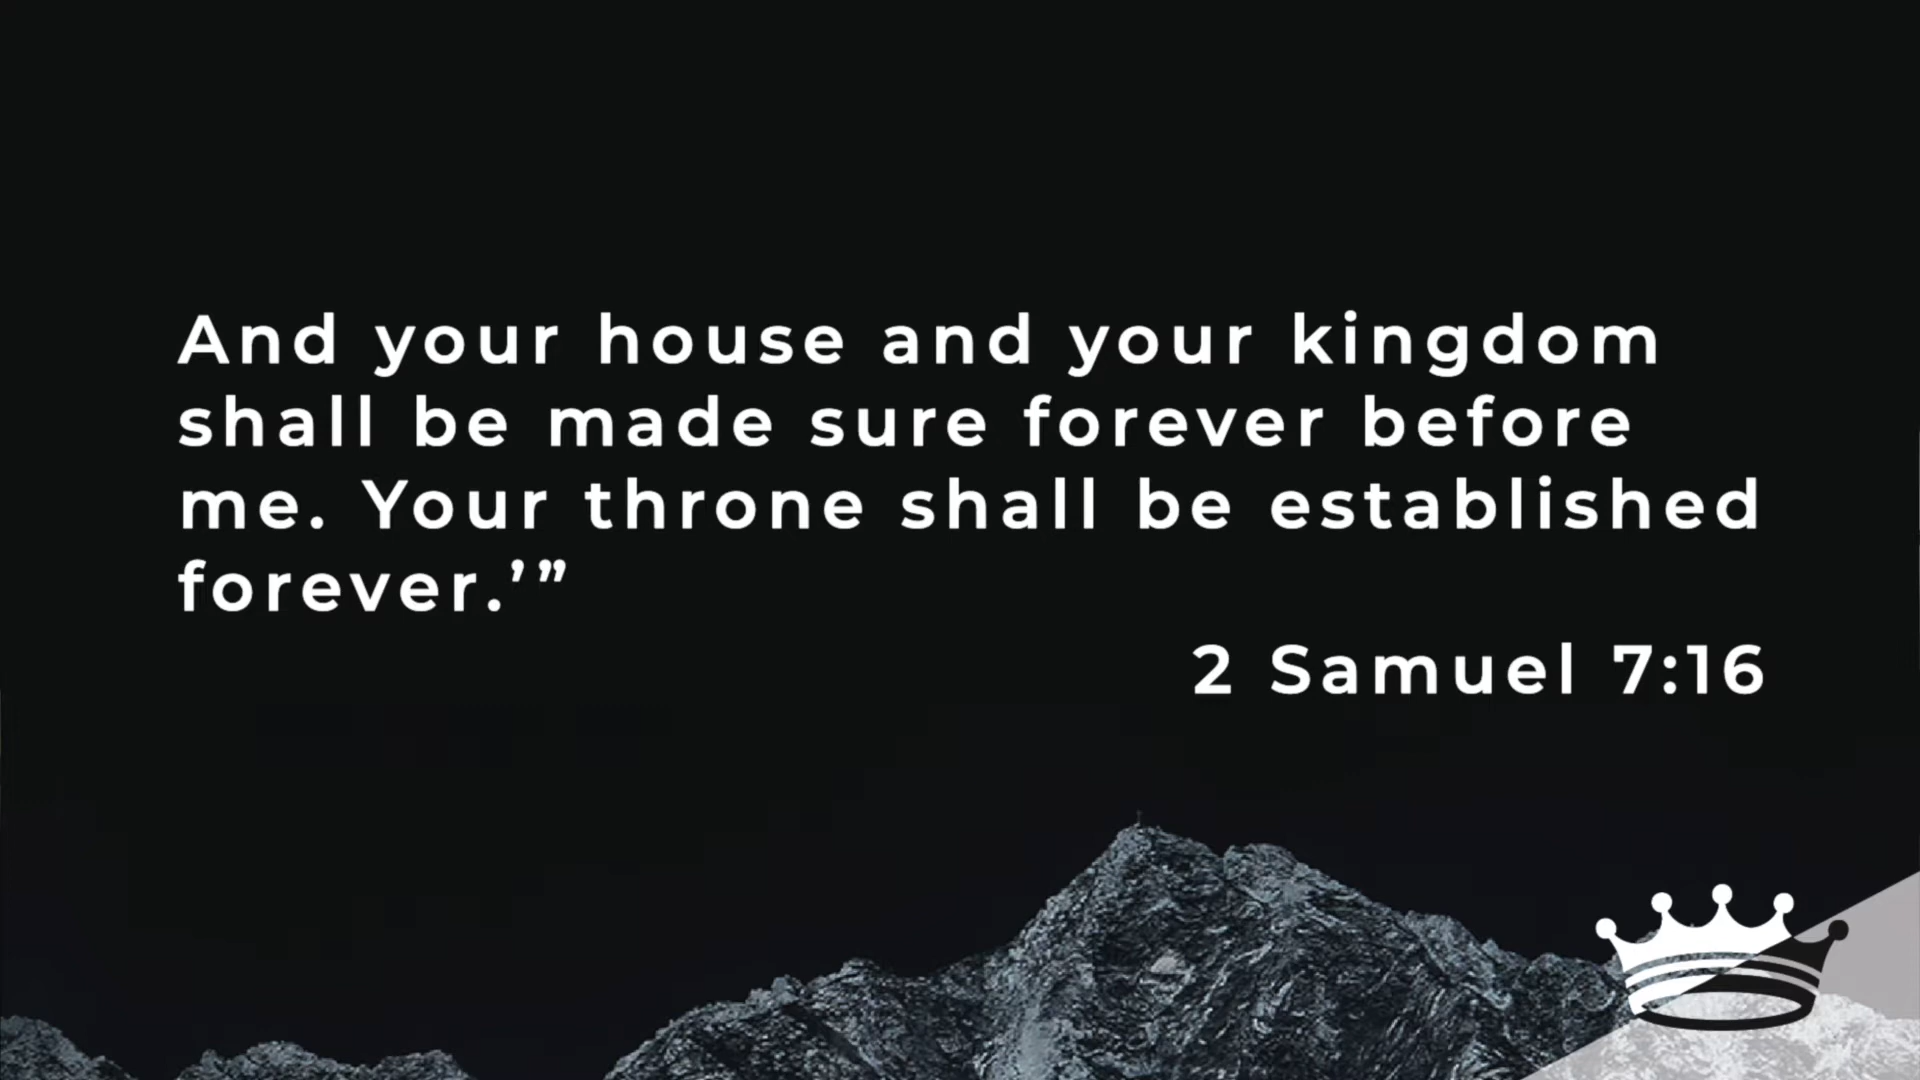 And your house and your kingdom
shall be made sure forever before
me. Your throne shall be established
forever.’”
2 Samuel 7:16